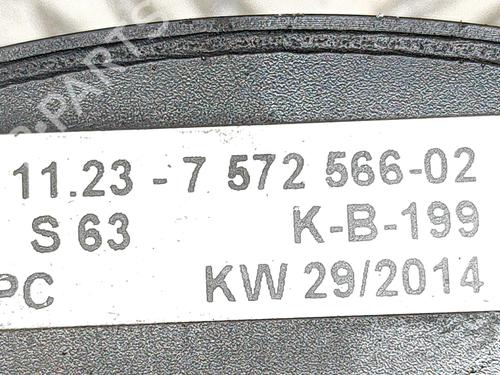 11.23 - 7 572 566-02
S 63 K-B-199
PC KW 29/2014